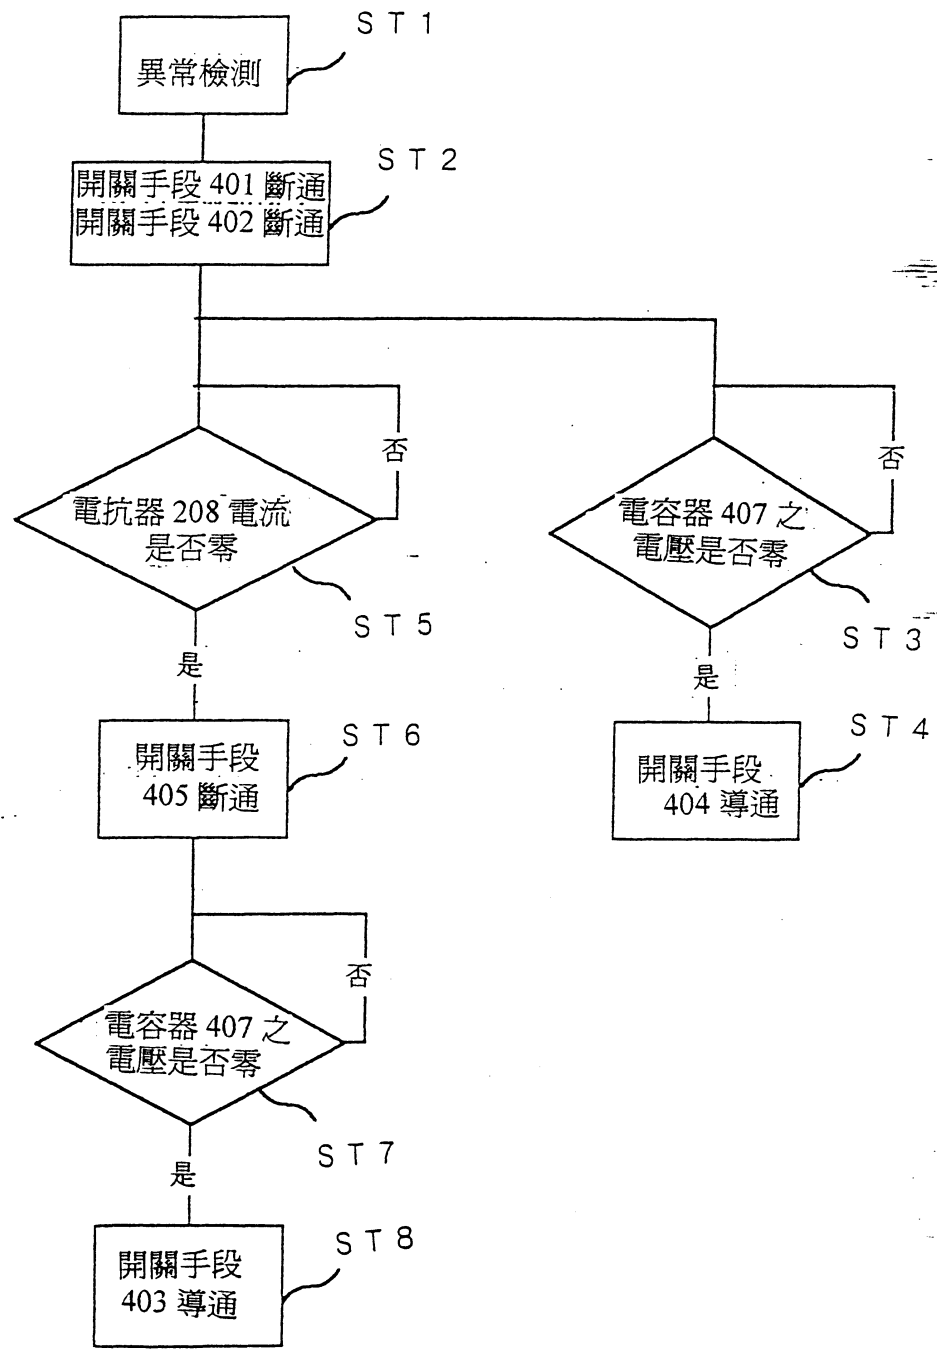 ST1
異常檢測
ST2
開關手段 401 斷通
開關手段 402 斷通
否
電抗器 208 電流
是否零
ST5
是
否
電容器 407 之
電壓是否零
ST3
是
開關手段
405 斷通
ST6
開關手段
404 導通
ST4
否
電容器 407 之
電壓是否零
ST7
是
開關手段
403 導通
ST8